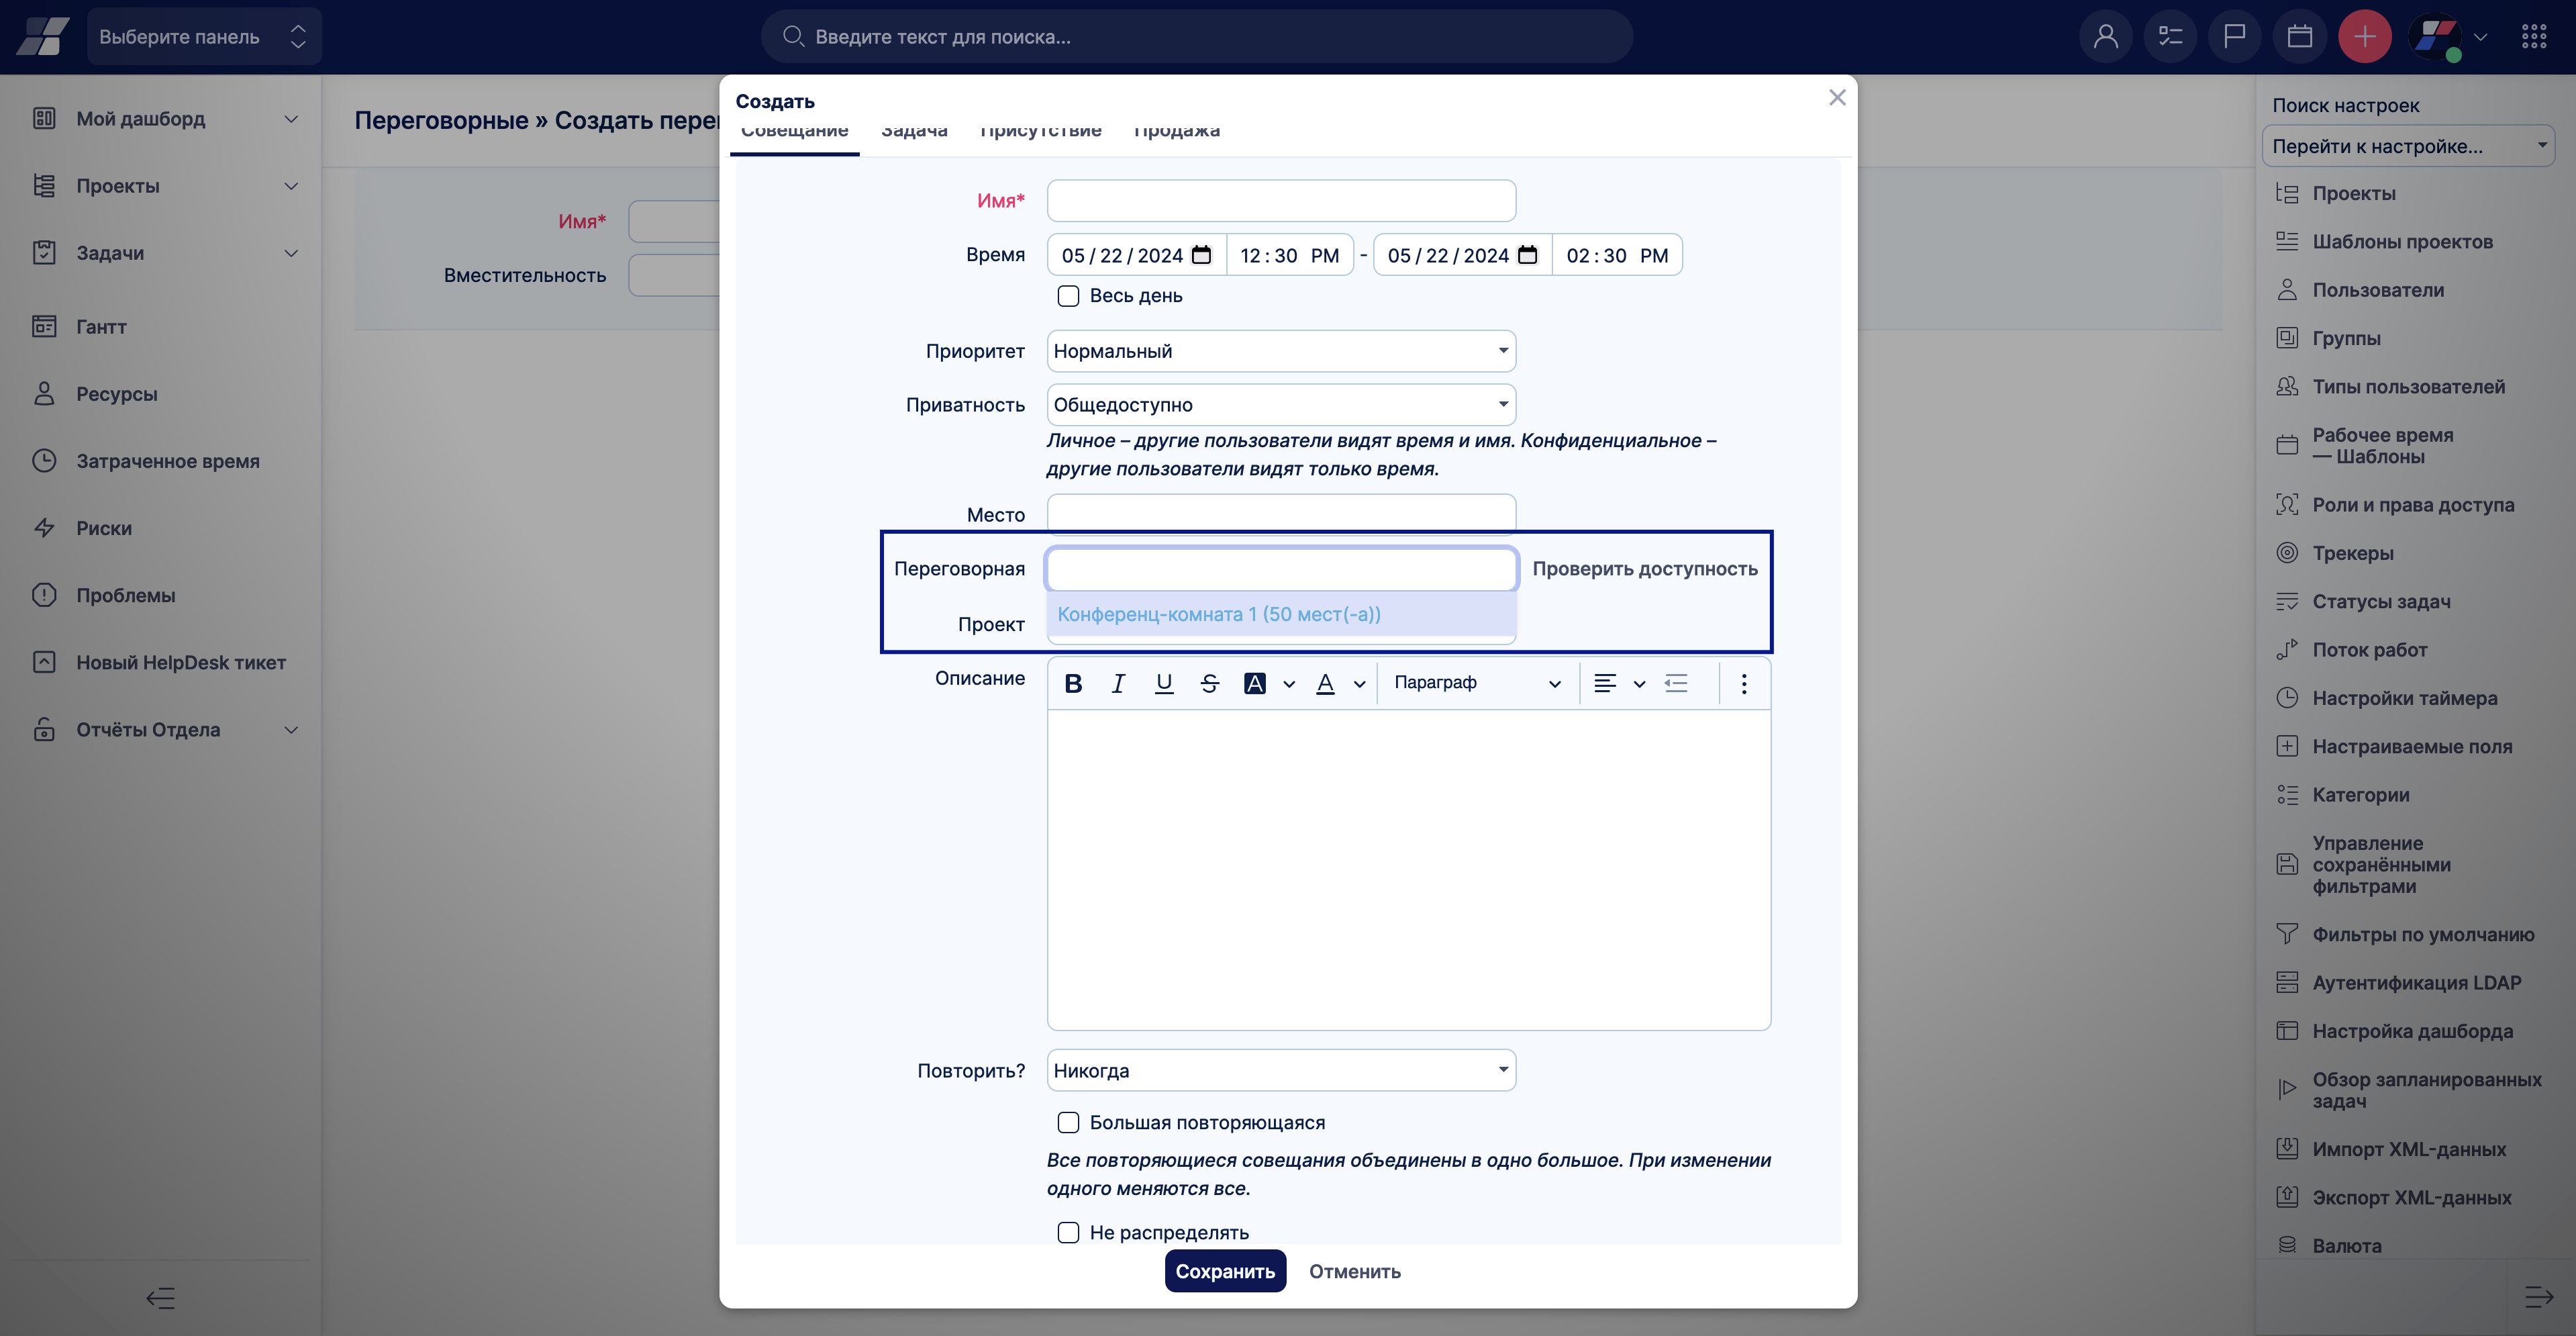 Выберите панель
Введите текст для поиска...
Мой дашборд
Проекты
Задачи
Гантт
Ресурсы
Затраченное время
Риски
Проблемы
Новый HelpDesk тикет
Отчёты Отдела
Переговорные » Создать пере
Имя*
Вместительность
Создать
Совещание Задача Присутствие Продажа
Имя*
Время 05/22/2024 12:30 PM - 05/22/2024 02:30 PM
Весь день
Приоритет Нормальный
Приватность Общедоступно
Личное – другие пользователи видят время и имя. Конфиденциальное –
другие пользователи видят только время.
Место
Переговорная Проверить доступность
Конференц-комната 1 (50 мест(-а))
Проект
Описание B I U S A A Параграф
Повторить? Никогда
Большая повторяющаяся
Все повторяющиеся совещания объединены в одно большое. При изменении
одного меняются все.
Не распределять
Сохранить Отменить
Поиск настроек
Перейти к настройке...
Проекты
Шаблоны проектов
Пользователи
Группы
Типы пользователей
Рабочее время
— Шаблоны
Роли и права доступа
Трекеры
Статусы задач
Поток работ
Настройки таймера
Настраиваемые поля
Категории
Управление
сохранёнными
фильтрами
Фильтры по умолчанию
Аутентификация LDAP
Настройка дашборда
Обзор запланированных
задач
Импорт XML-данных
Экспорт XML-данных
Валюта